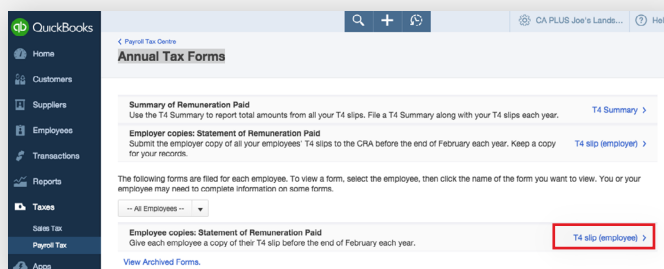 qb QuickBooks
CA PLUS Joe's Lands...
? Hel
Home
Customers
Suppliers
Employees
Transactions
Reports
Taxes
Sales Tax
Payroll Tax
Apps
< Payroll Tax Centre
Annual Tax Forms
Summary of Remuneration Paid
Use the T4 Summary to report total amounts from all your T4 slips. File a T4 Summary along with your T4 slips each year.
T4 Summary >
Employer copies: Statement of Remuneration Paid
Submit the employer copy of all your employees' T4 slips to the CRA before the end of February each year. Keep a copy
for your records.
T4 slip (employer) >
The following forms are filed for each employee. To view a form, select the employee, then click the name of the form you want to view. You or your
employee may need to complete information on some forms.
-- All Employees --
Employee copies: Statement of Remuneration Paid
Give each employee a copy of their T4 slip before the end of February each year.
T4 slip (employee) >
View Archived Forms.